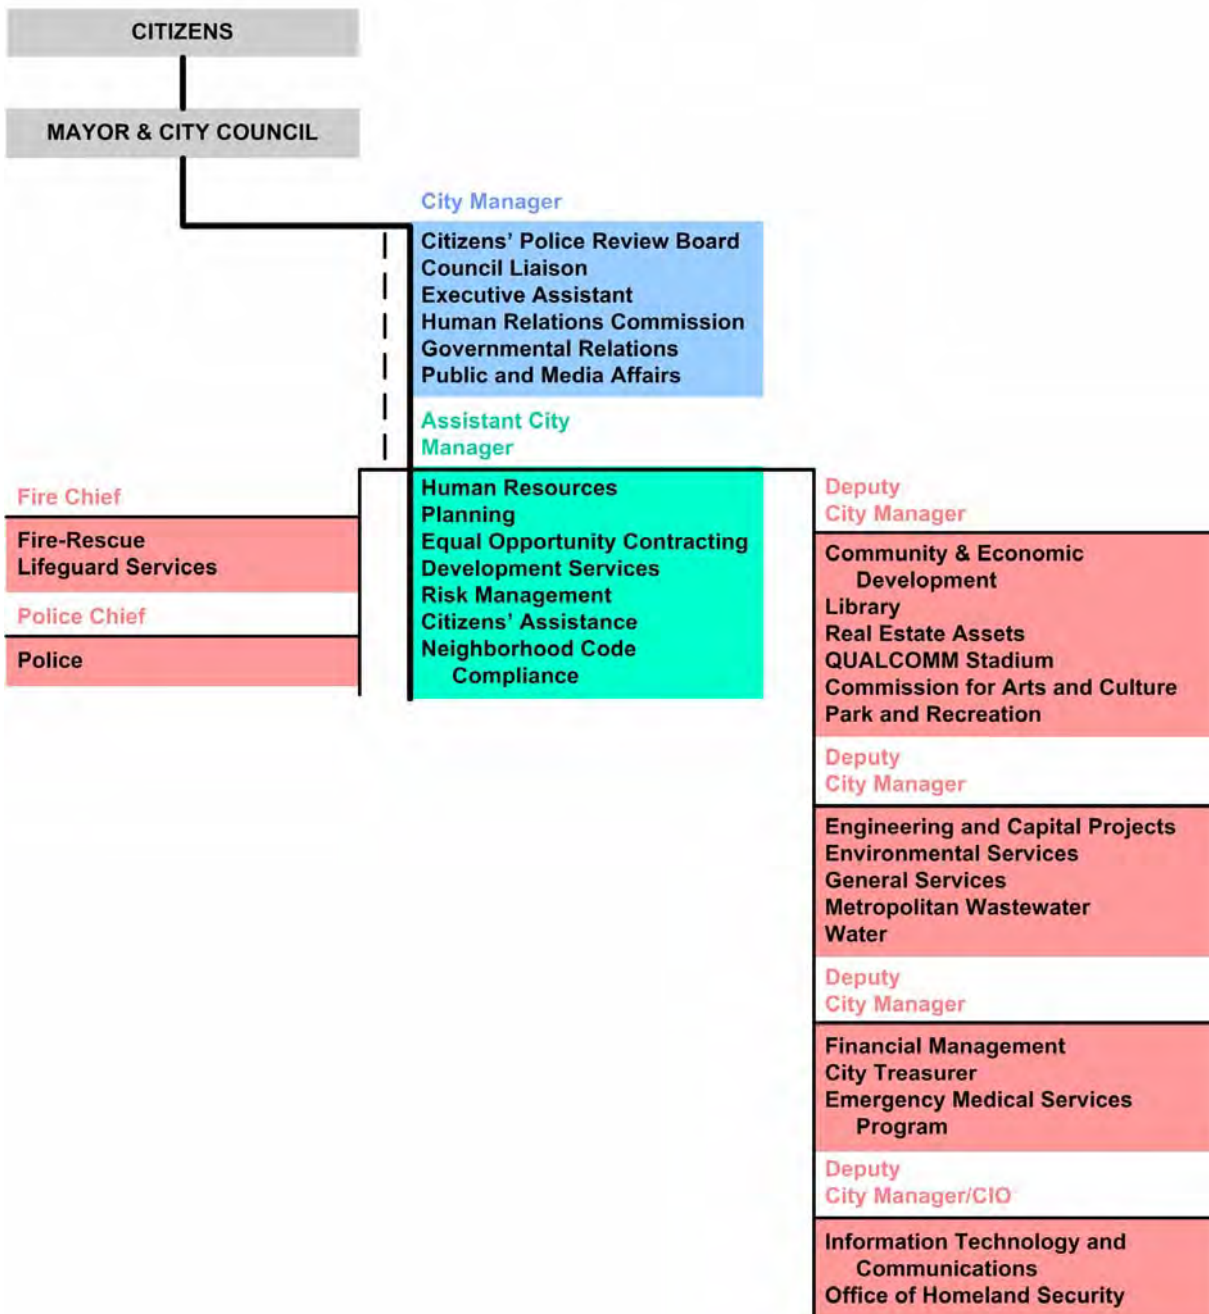 CITIZENS
MAYOR & CITY COUNCIL
City Manager
Citizens’ Police Review Board
Council Liaison
Executive Assistant
Human Relations Commission
Governmental Relations
Public and Media Affairs
Assistant City
Manager
Human Resources
Planning
Equal Opportunity Contracting
Development Services
Risk Management
Citizens’ Assistance
Neighborhood Code
Compliance
Fire Chief
Fire-Rescue
Lifeguard Services
Police Chief
Police
Deputy
City Manager
Community & Economic
Development
Library
Real Estate Assets
QUALCOMM Stadium
Commission for Arts and Culture
Park and Recreation
Deputy
City Manager
Engineering and Capital Projects
Environmental Services
General Services
Metropolitan Wastewater
Water
Deputy
City Manager
Financial Management
City Treasurer
Emergency Medical Services
Program
Deputy
City Manager/CIO
Information Technology and
Communications
Office of Homeland Security